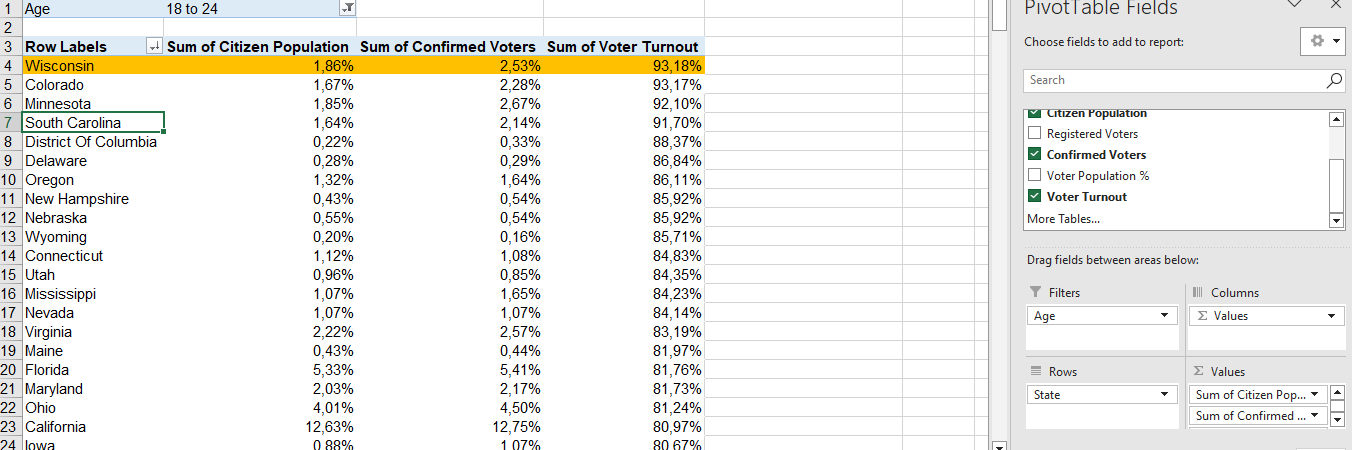 1 Age 18 to 24
2
3 Row Labels Sum of Citizen Population Sum of Confirmed Voters Sum of Voter Turnout
4 Wisconsin 1,86% 2,53% 93,18%
5 Colorado 1,67% 2,28% 93,17%
6 Minnesota 1,85% 2,67% 92,10%
7 South Carolina 1,64% 2,14% 91,70%
8 District Of Columbia 0,22% 0,33% 88,37%
9 Delaware 0,28% 0,29% 86,84%
10 Oregon 1,32% 1,64% 86,11%
11 New Hampshire 0,43% 0,54% 85,92%
12 Nebraska 0,55% 0,54% 85,92%
13 Wyoming 0,20% 0,16% 85,71%
14 Connecticut 1,12% 1,08% 84,83%
15 Utah 0,96% 0,85% 84,35%
16 Mississippi 1,07% 1,65% 84,23%
17 Nevada 1,07% 1,07% 84,14%
18 Virginia 2,22% 2,57% 83,19%
19 Maine 0,43% 0,44% 81,97%
20 Florida 5,33% 5,41% 81,76%
21 Maryland 2,03% 2,17% 81,73%
22 Ohio 4,01% 4,50% 81,24%
23 California 12,63% 12,75% 80,97%
24 Iowa 0,88% 1,07% 80,67%
PivotTable Fields
Choose fields to add to report:
Search
Citizen Population
Registered Voters
Confirmed Voters
Voter Population %
Voter Turnout
More Tables...
Drag fields between areas below:
Filters
Age
Columns
Σ Values
Rows
State
Σ Values
Sum of Citizen Pop...
Sum of Confirmed ...